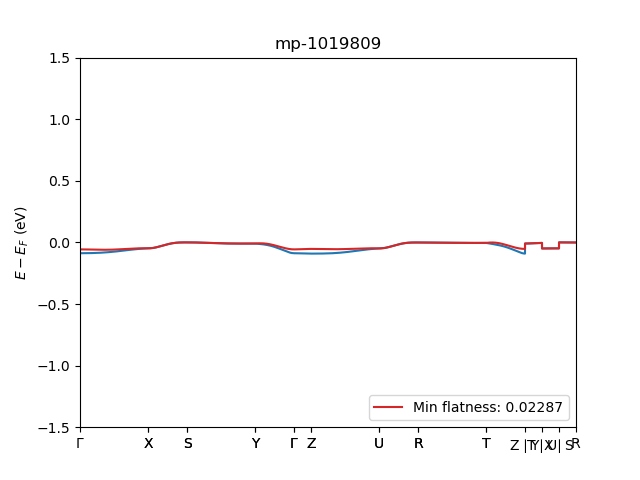 mp-1019809
E − E_F (eV)
1.5
1.0
0.5
0.0
−0.5
−1.0
−1.5
Min flatness: 0.02287
Γ X S Y Γ Z U R T Z | T Y | X U | S R